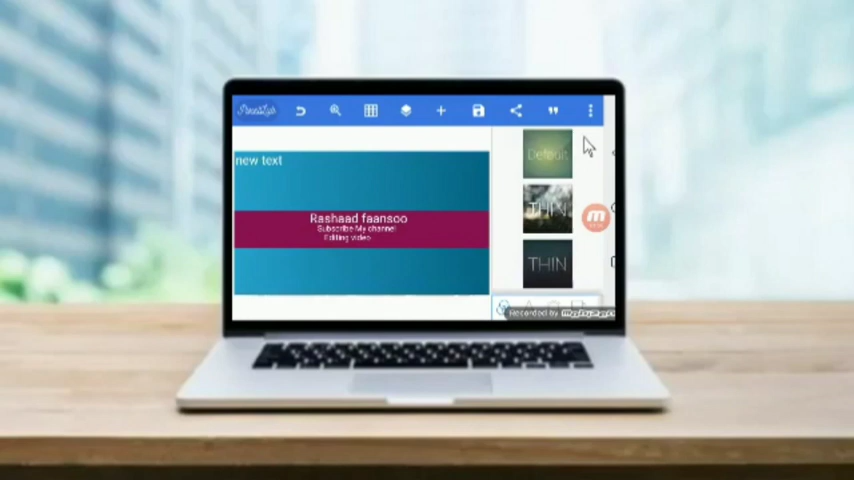 PixelLab
new text
Rashaad faansoo
Subscribe My channel
Editing video
Default
THIN
THIN
Recorded by